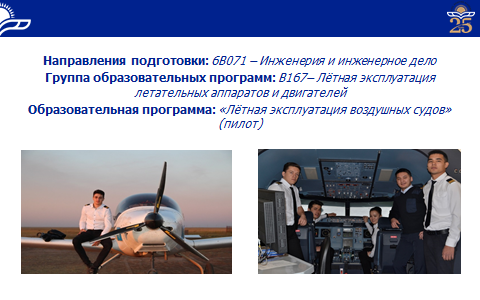 25
Направления подготовки: 6В071 – Инженерия и инженерное дело
Группа образовательных программ: В167– Лётная эксплуатация
летательных аппаратов и двигателей
Образовательная программа: «Лётная эксплуатация воздушных судов»
(пилот)